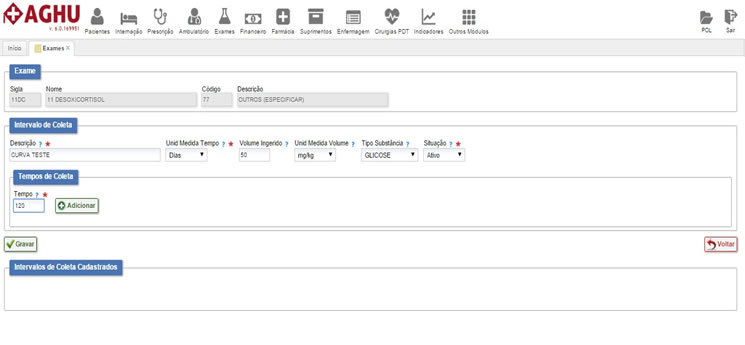 AGHU
v. 6.0.169951
Pacientes Internação Prescrição Ambulatório Exames Financeiro Farmácia Suprimentos Enfermagem Cirurgias PDT Indicadores Outros Módulos POL Sair
Início Exames
Exame
Sigla Nome Código Descrição
11DC 11 DESOXICORTISOL 77 OUTROS (ESPECIFICAR)
Intervalo de Coleta
Descrição ? * Unid Medida Tempo ? * Volume Ingerido ? Unid Medida Volume ? Tipo Substância ? Situação ? *
CURVA TESTE Dias 50 mg/kg GLICOSE Ativo
Tempos de Coleta
Tempo ? *
120 Adicionar
Gravar Voltar
Intervalos de Coleta Cadastrados